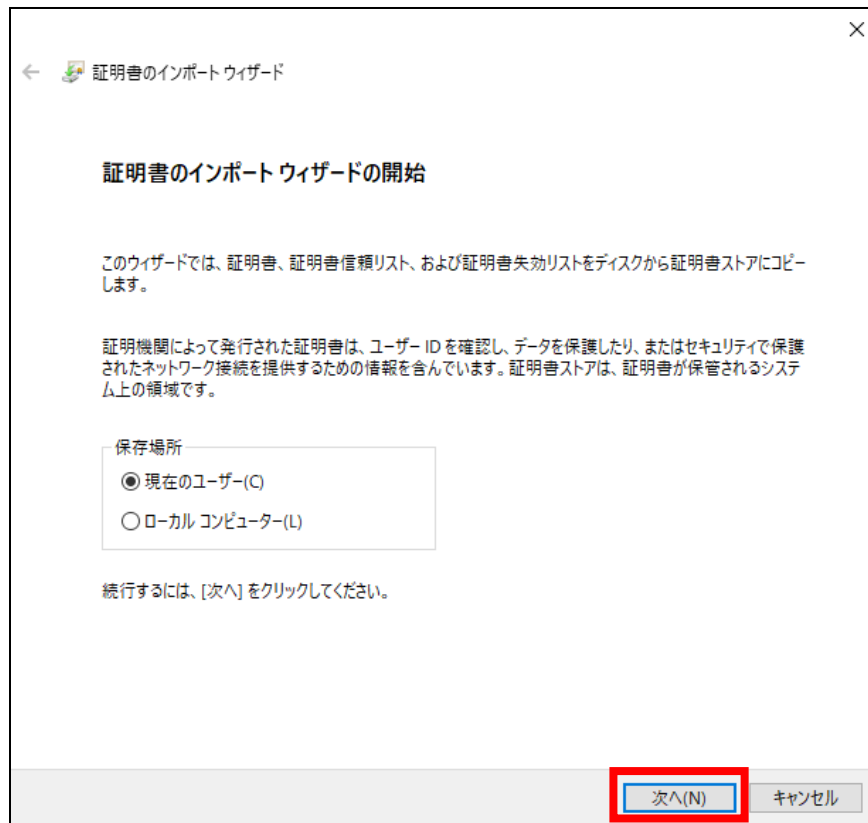 証明書のインポート ウィザード
証明書のインポート ウィザードの開始
このウィザードでは、証明書、証明書信頼リスト、および証明書失効リストをディスクから証明書ストアにコピー
します。
証明機関によって発行された証明書は、ユーザー ID を確認し、データを保護したり、またはセキュリティで保護
されたネットワーク接続を提供するための情報を含んでいます。証明書ストアは、証明書が保管されるシステ
ム上の領域です。
保存場所
現在のユーザー(C)
ローカル コンピューター(L)
続行するには、[次へ] をクリックしてください。
次へ(N)
キャンセル